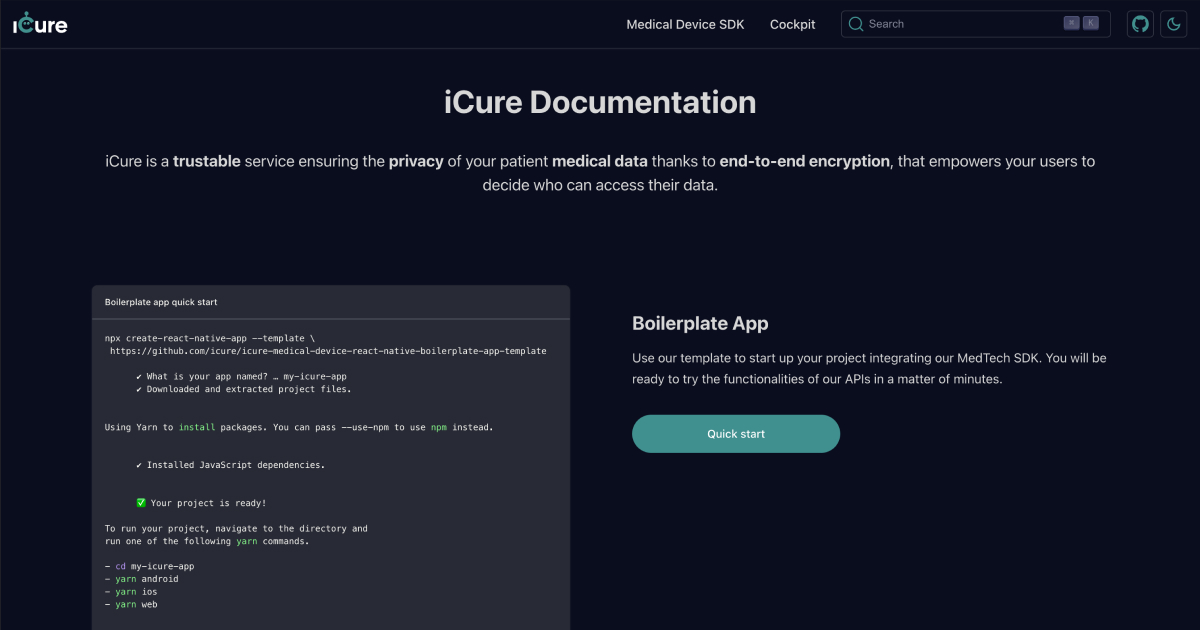 iCure
Medical Device SDK
Cockpit
Search
⌘ K
iCure Documentation
iCure is a trustable service ensuring the privacy of your patient medical data thanks to end-to-end encryption, that empowers your users to
decide who can access their data.
Boilerplate app quick start
npx create-react-native-app --template \
https://github.com/icure/icure-medical-device-react-native-boilerplate-app-template
✔ What is your app named? … my-icure-app
✔ Downloaded and extracted project files.
Using Yarn to install packages. You can pass --use-npm to use npm instead.
✔ Installed JavaScript dependencies.
✅ Your project is ready!
To run your project, navigate to the directory and
run one of the following yarn commands.
- cd my-icure-app
- yarn android
- yarn ios
- yarn web
Boilerplate App
Use our template to start up your project integrating our MedTech SDK. You will be
ready to try the functionalities of our APIs in a matter of minutes.
Quick start